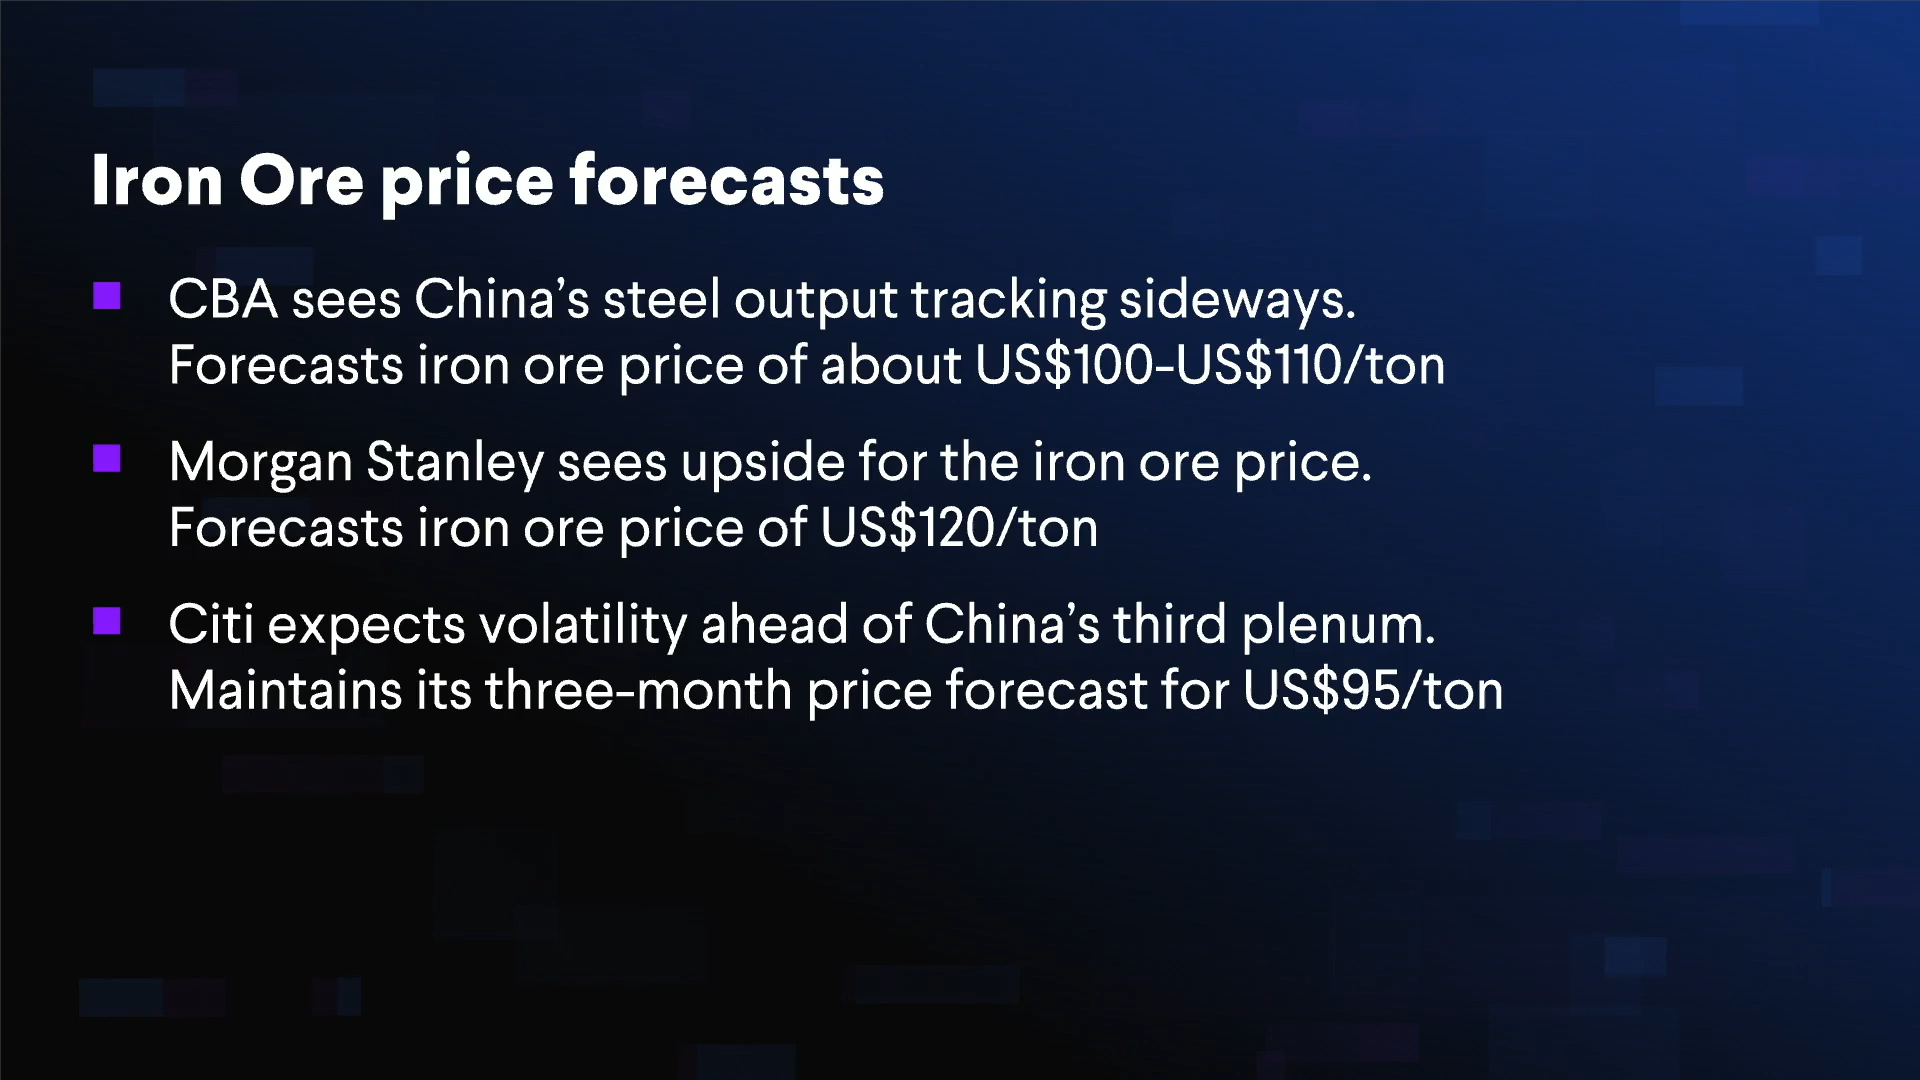 Iron Ore price forecasts
CBA sees China’s steel output tracking sideways.
Forecasts iron ore price of about US$100-US$110/ton
Morgan Stanley sees upside for the iron ore price.
Forecasts iron ore price of US$120/ton
Citi expects volatility ahead of China’s third plenum.
Maintains its three-month price forecast for US$95/ton